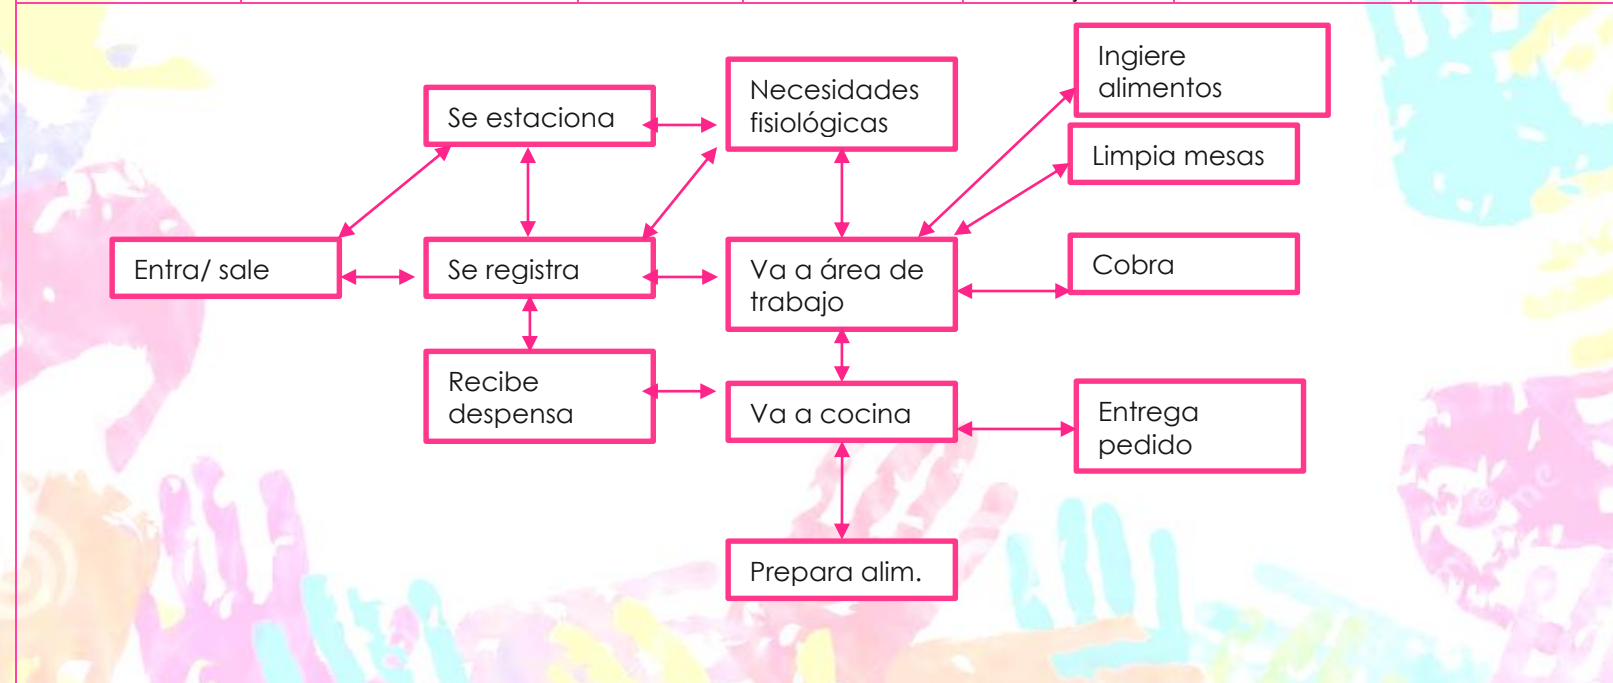 Ingiere
alimentos
Necesidades
fisiológicas
Se estaciona
Limpia mesas
Entra/ sale
Se registra
Va a área de
trabajo
Cobra
Recibe
despensa
Va a cocina
Entrega
pedido
Prepara alim.